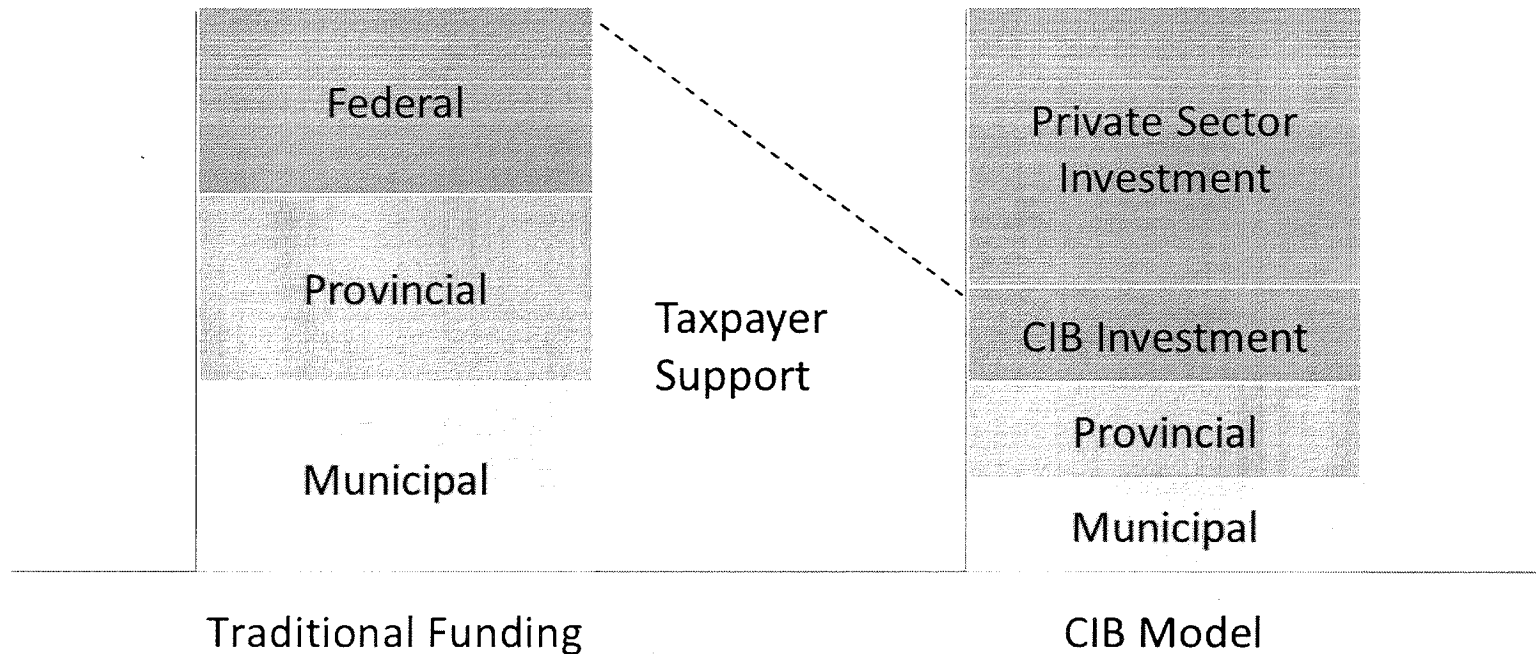 Federal
Provincial
Municipal
Taxpayer
Support
Private Sector
Investment
CIB Investment
Provincial
Municipal
Traditional Funding
CIB Model